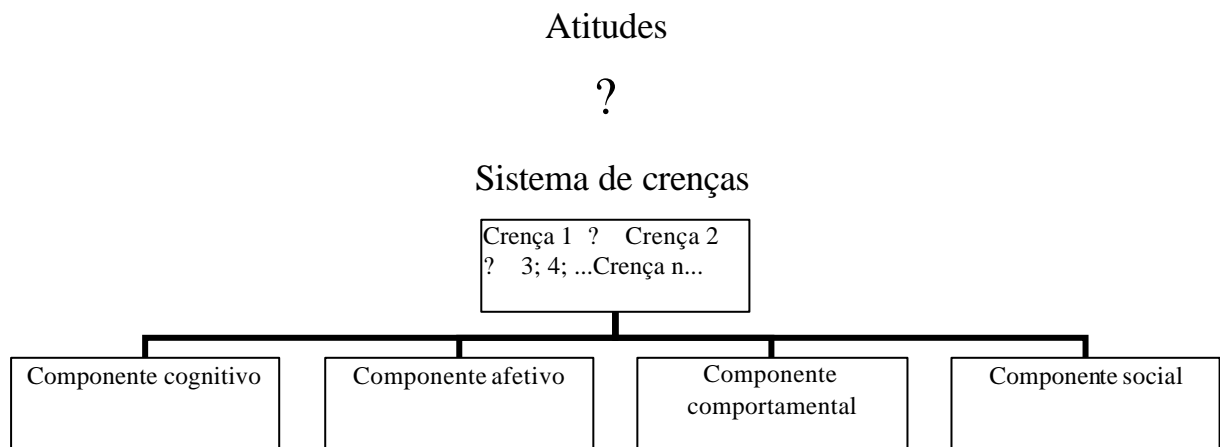 Atitudes
?
Sistema de crenças
Crença 1 ? Crença 2
? 3; 4; ...Crença n...
Componente cognitivo
Componente afetivo
Componente
comportamental
Componente social